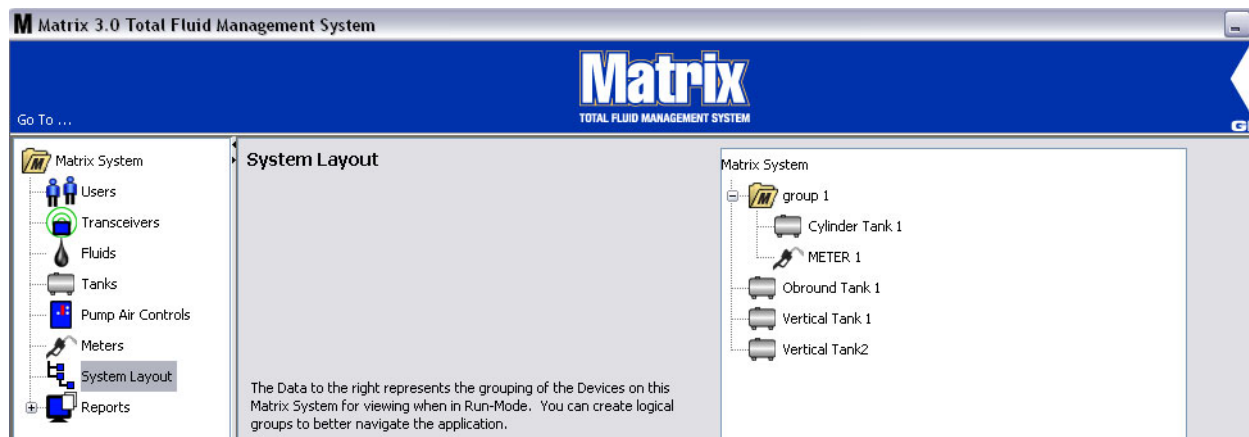 Matrix 3.0 Total Fluid Management System
Matrix
TOTAL FLUID MANAGEMENT SYSTEM
Go To ...
Matrix System
Users
Transceivers
Fluids
Tanks
Pump Air Controls
Meters
System Layout
Reports
System Layout
The Data to the right represents the grouping of the Devices on this
Matrix System for viewing when in Run-Mode. You can create logical
groups to better navigate the application.
Matrix System
group 1
Cylinder Tank 1
METER 1
Obround Tank 1
Vertical Tank 1
Vertical Tank2